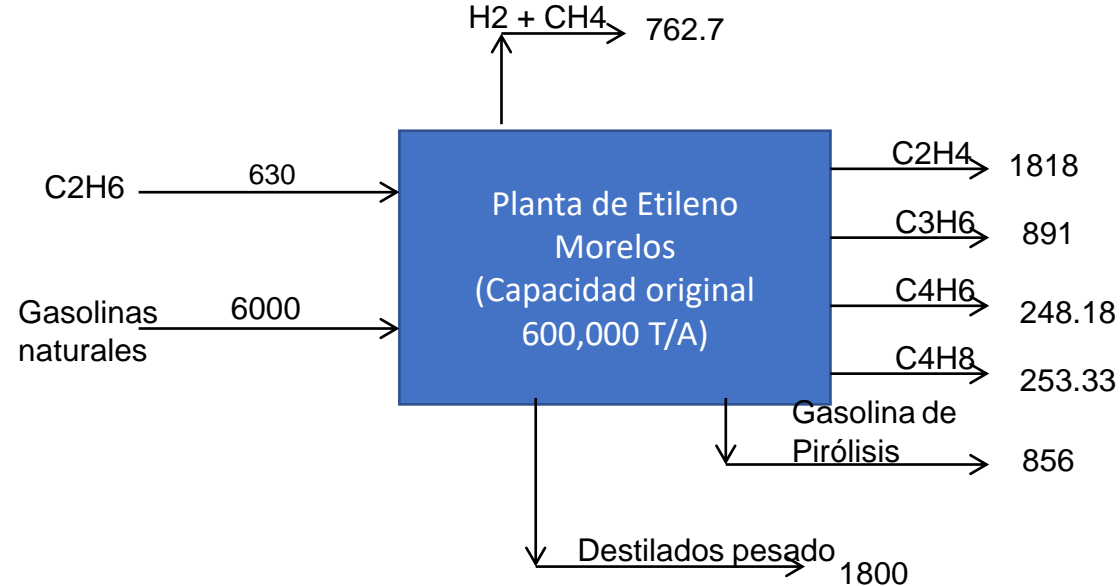 H2 + CH4
762.7
C2H6
630
Gasolinas
naturales
6000
Planta de Etileno
Morelos
(Capacidad original
600,000 T/A)
C2H4
1818
C3H6
891
C4H6
248.18
C4H8
253.33
Gasolina de
Pirólisis
856
Destilados pesado
1800